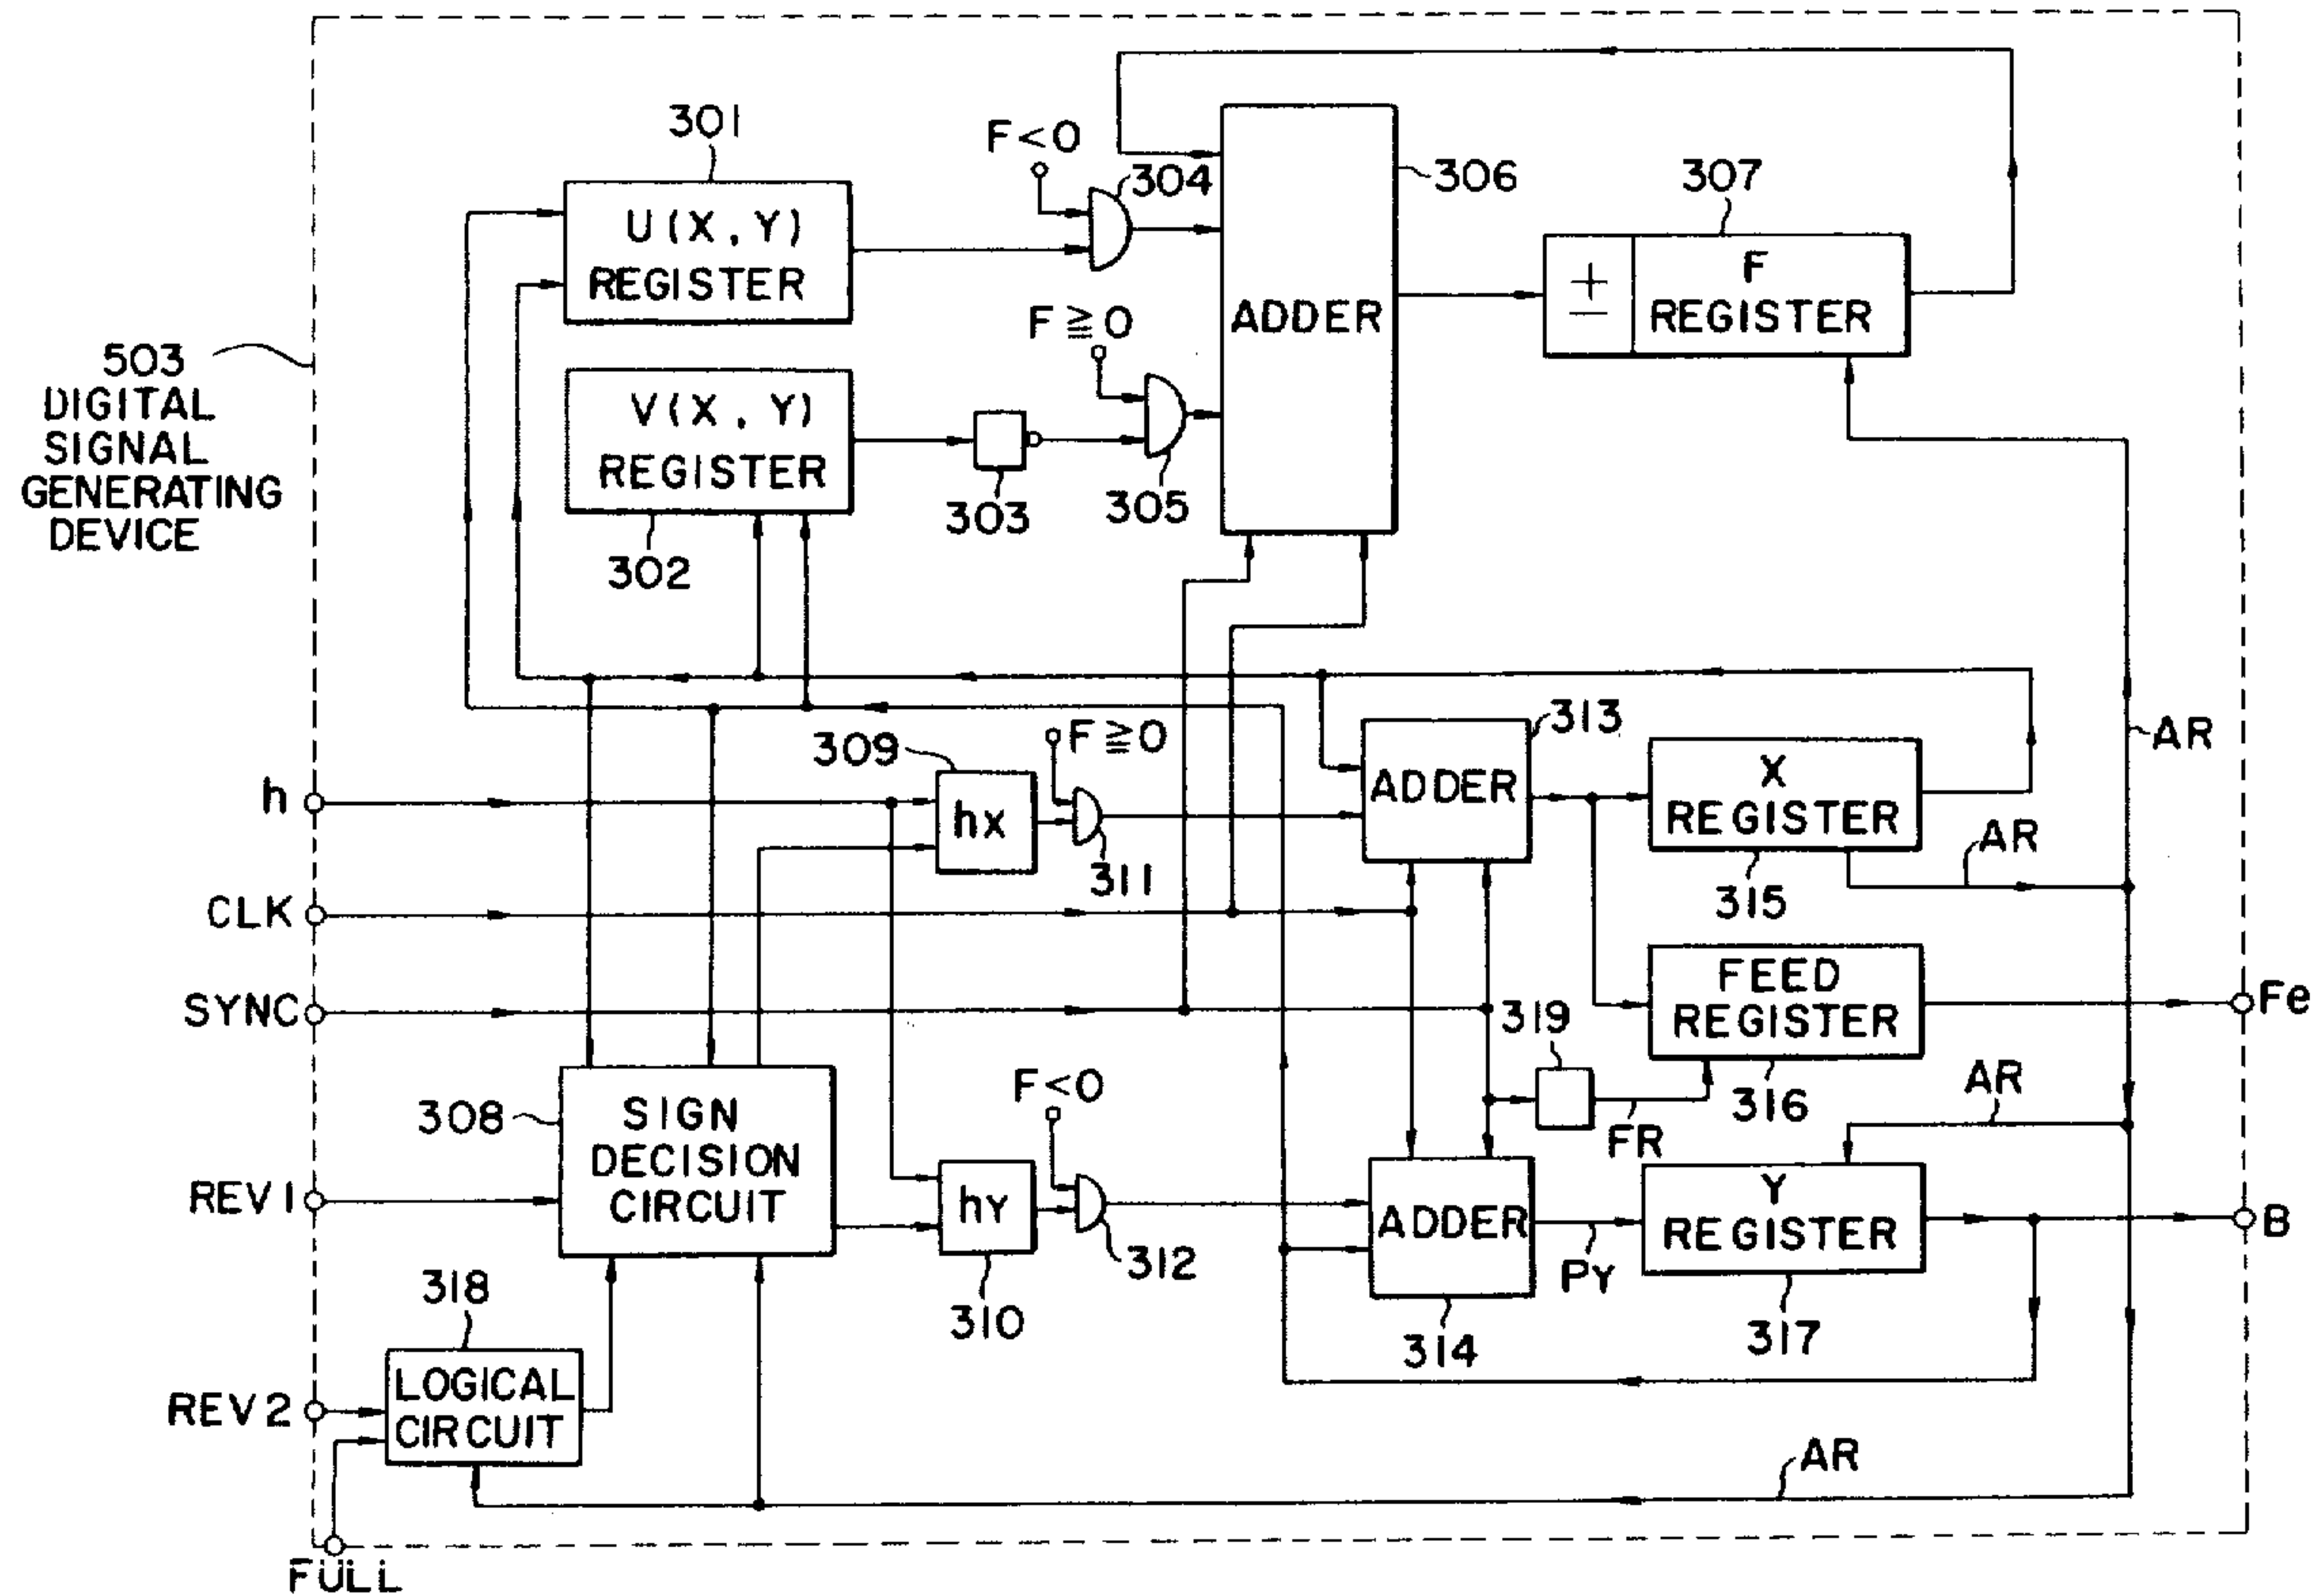 301
F<0
304
306
307
U(X, Y)
REGISTER
F
REGISTER
+
−
ADDER
F≧0
503
DIGITAL
SIGNAL
GENERATING
DEVICE
V(X, Y)
REGISTER
303
305
302
309
F≧0
313
AR
h
hX
ADDER
X
REGISTER
AR
311
315
CLK
FEED
REGISTER
Fe
SYNC
319
F<0
AR
308
SIGN
DECISION
CIRCUIT
FR
316
REV1
hY
ADDER
Y
REGISTER
B
312
PY
318
310
314
317
LOGICAL
CIRCUIT
REV2
AR
FULL